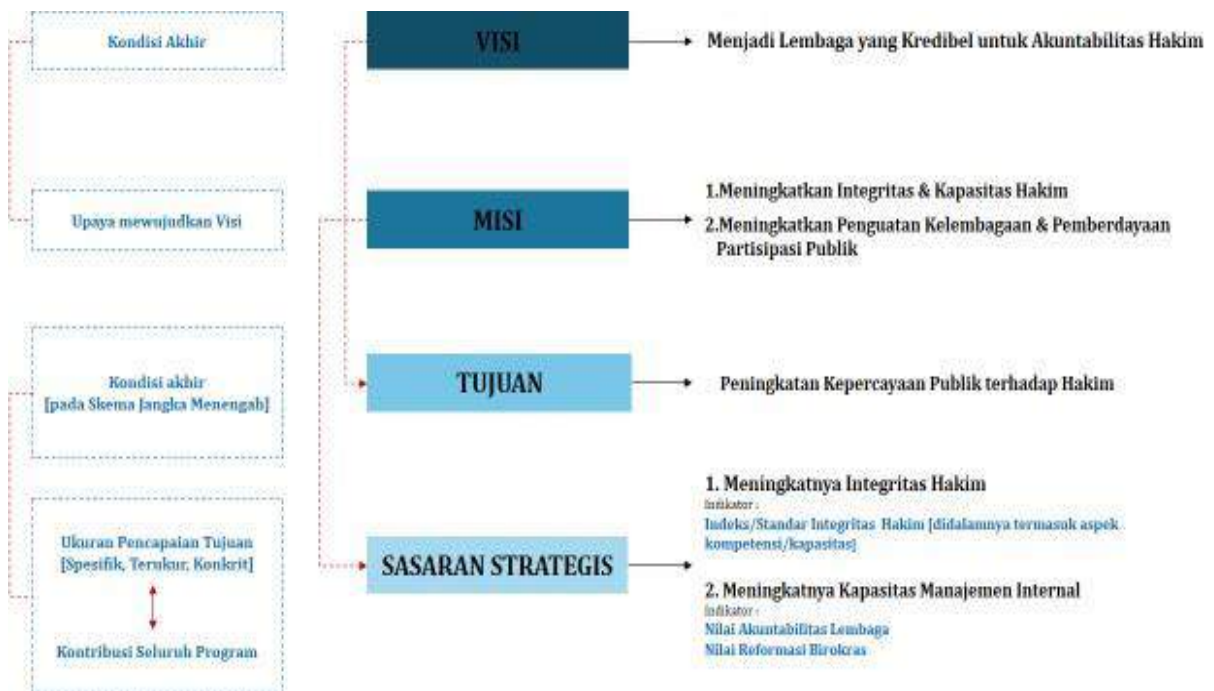 Kondisi Akhir
VISI
Menjadi Lembaga yang Kredibel untuk Akuntabilitas Hakim
Upaya mewujudkan Visi
MISI
1.Meningkatkan Integritas & Kapasitas Hakim
2.Meningkatkan Penguatan Kelembagaan & Pemberdayaan
Partisipasi Publik
Kondisi akhir
[pada Skema Jangka Menengah]
TUJUAN
Peningkatan Kepercayaan Publik terhadap Hakim
Ukuran Pencapaian Tujuan
[Spesifik, Terukur, Konkrit]
Kontribusi Seluruh Program
SASARAN STRATEGIS
1. Meningkatnya Integritas Hakim
Indikator :
Indeks/Standar Integritas Hakim [didalamnya termasuk aspek
kompetensi/kapasitas]
2. Meningkatnya Kapasitas Manajemen Internal
Indikator :
Nilai Akuntabilitas Lembaga
Nilai Reformasi Birokras